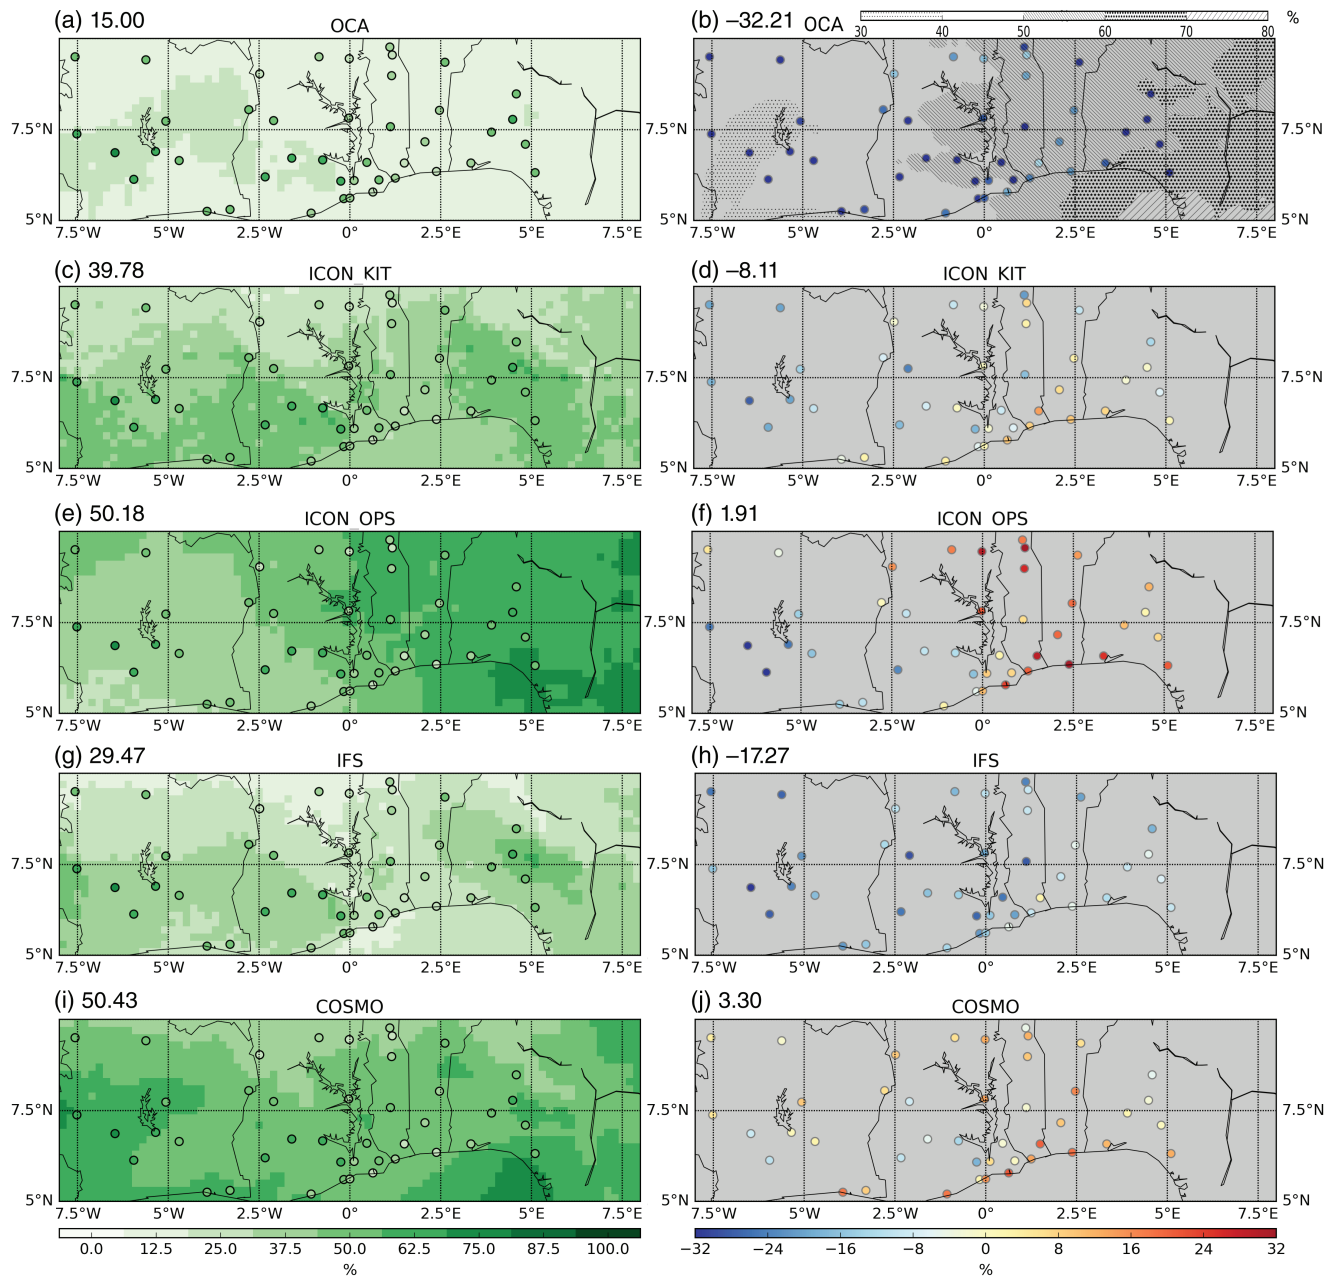 (a) 15.00
OCA
(b) −32.21
OCA
30 40 50 60 70 80 %
7.5°N
5°N
7.5°W 5°W 2.5°W 0° 2.5°E 5°E 7.5°E
7.5°N
5°N
7.5°W 5°W 2.5°W 0° 2.5°E 5°E 7.5°E
5°N
(c) 39.78
ICON_KIT
(d) −8.11
ICON KIT
7.5°N
5°N
7.5°W 5°W 2.5°W 0° 2.5°E 5°E 7.5°E
7.5°N
5°N
7.5°W 5°W 2.5°W 0° 2.5°E 5°E 7.5°E
5°N
(e) 50.18
ICON_OPS
(f) 1.91
ICON OPS
7.5°N
5°N
7.5°W 5°W 2.5°W 0° 2.5°E 5°E 7.5°E
7.5°N
5°N
7.5°W 5°W 2.5°W 0° 2.5°E 5°E 7.5°E
5°N
(g) 29.47
IFS
(h) −17.27
IFS
7.5°N
5°N
7.5°W 5°W 2.5°W 0° 2.5°E 5°E 7.5°E
7.5°N
5°N
7.5°W 5°W 2.5°W 0° 2.5°E 5°E 7.5°E
5°N
(i) 50.43
COSMO
(j) 3.30
COSMO
7.5°N
5°N
7.5°W 5°W 2.5°W 0° 2.5°E 5°E 7.5°E
7.5°N
5°N
7.5°W 5°W 2.5°W 0° 2.5°E 5°E 7.5°E
5°N
0.0 12.5 25.0 37.5 50.0 62.5 75.0 87.5 100.0
%
−32 −24 −16 −8 0 8 16 24 32
%